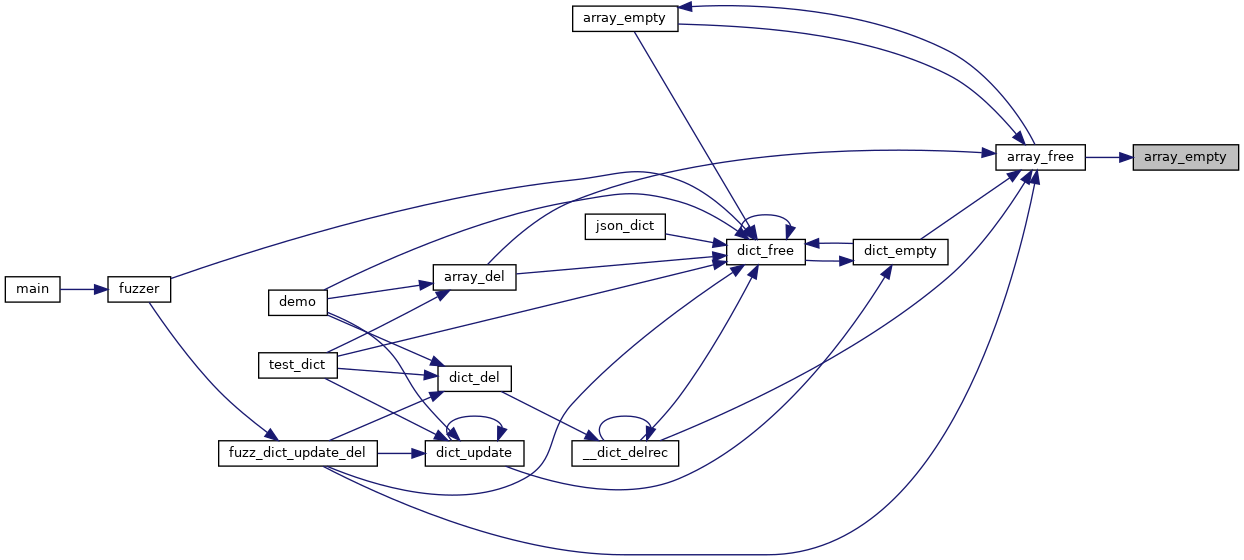 array_empty
array_free
array_empty
json_dict
dict_free
dict_empty
array_del
main
fuzzer
demo
test_dict
dict_del
fuzz_dict_update_del
dict_update
__dict_delrec